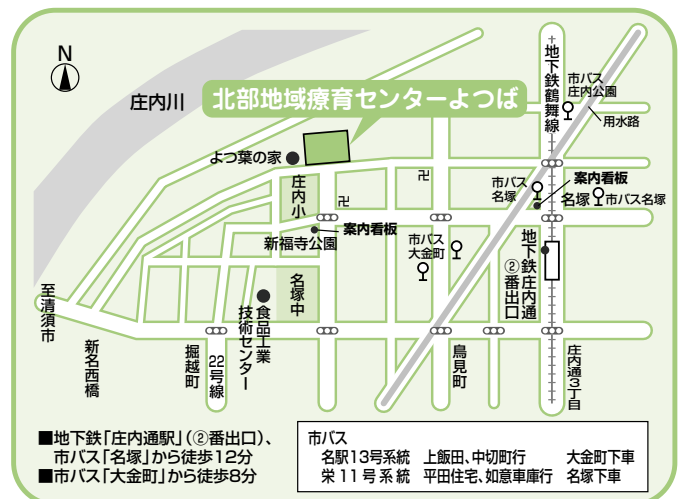 N
庄内川
北部地域療育センターよつば
地下鉄鶴舞線
市バス
庄内公園
用水路
よつ葉の家
庄内小
卍
卍
市バス
名塚
案内看板
名塚
市バス名塚
新福寺公園
案内看板
市バス
大金町
地下鉄庄内通
②番出口
名塚中
食品工業
技術センター
至清須市
新名西橋
堀越町
22号線
鳥見町
庄内通3丁目
■地下鉄「庄内通駅」(②番出口)、
市バス「名塚」から徒歩12分
■市バス「大金町」から徒歩8分
市バス
名駅13号系統 上飯田、中切町行 大金町下車
栄11号系統 平田住宅、如意車庫行 名塚下車